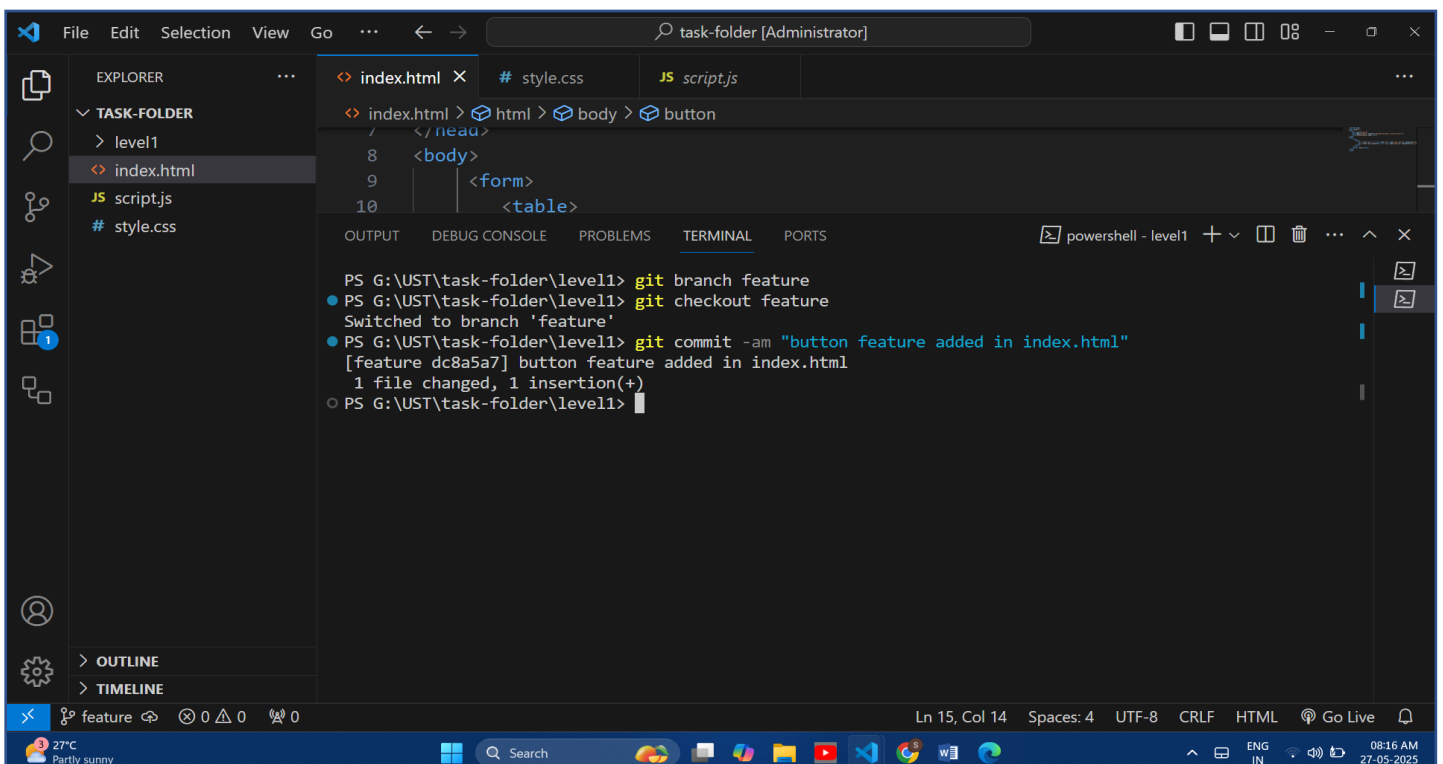 File Edit Selection View Go ··· task-folder [Administrator]
EXPLORER ···
TASK-FOLDER
level1
index.html
JS script.js
# style.css
OUTLINE
TIMELINE
index.html # style.css JS script.js ···
index.html > html > body > button
7 </head>
8 <body>
9 <form>
10 <table>
OUTPUT DEBUG CONSOLE PROBLEMS TERMINAL PORTS powershell - level1
PS G:\UST\task-folder\level1> git branch feature
PS G:\UST\task-folder\level1> git checkout feature
Switched to branch 'feature'
PS G:\UST\task-folder\level1> git commit -am "button feature added in index.html"
[feature dc8a5a7] button feature added in index.html
1 file changed, 1 insertion(+)
PS G:\UST\task-folder\level1>
1
feature 0 0 0 Ln 15, Col 14 Spaces: 4 UTF-8 CRLF HTML Go Live
3 27°C Search ENG 08:16 AM
Partly sunny IN 27-05-2025